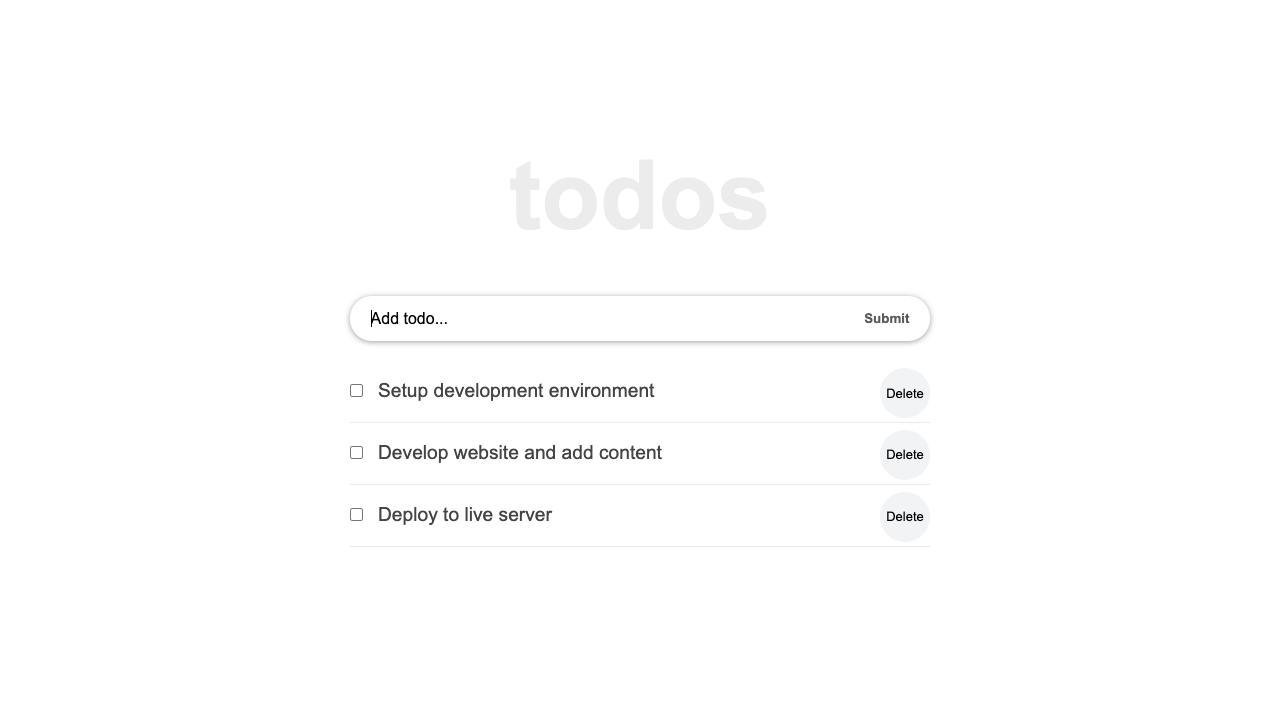 todos
Add todo... Submit
Setup development environment Delete
Develop website and add content Delete
Deploy to live server Delete